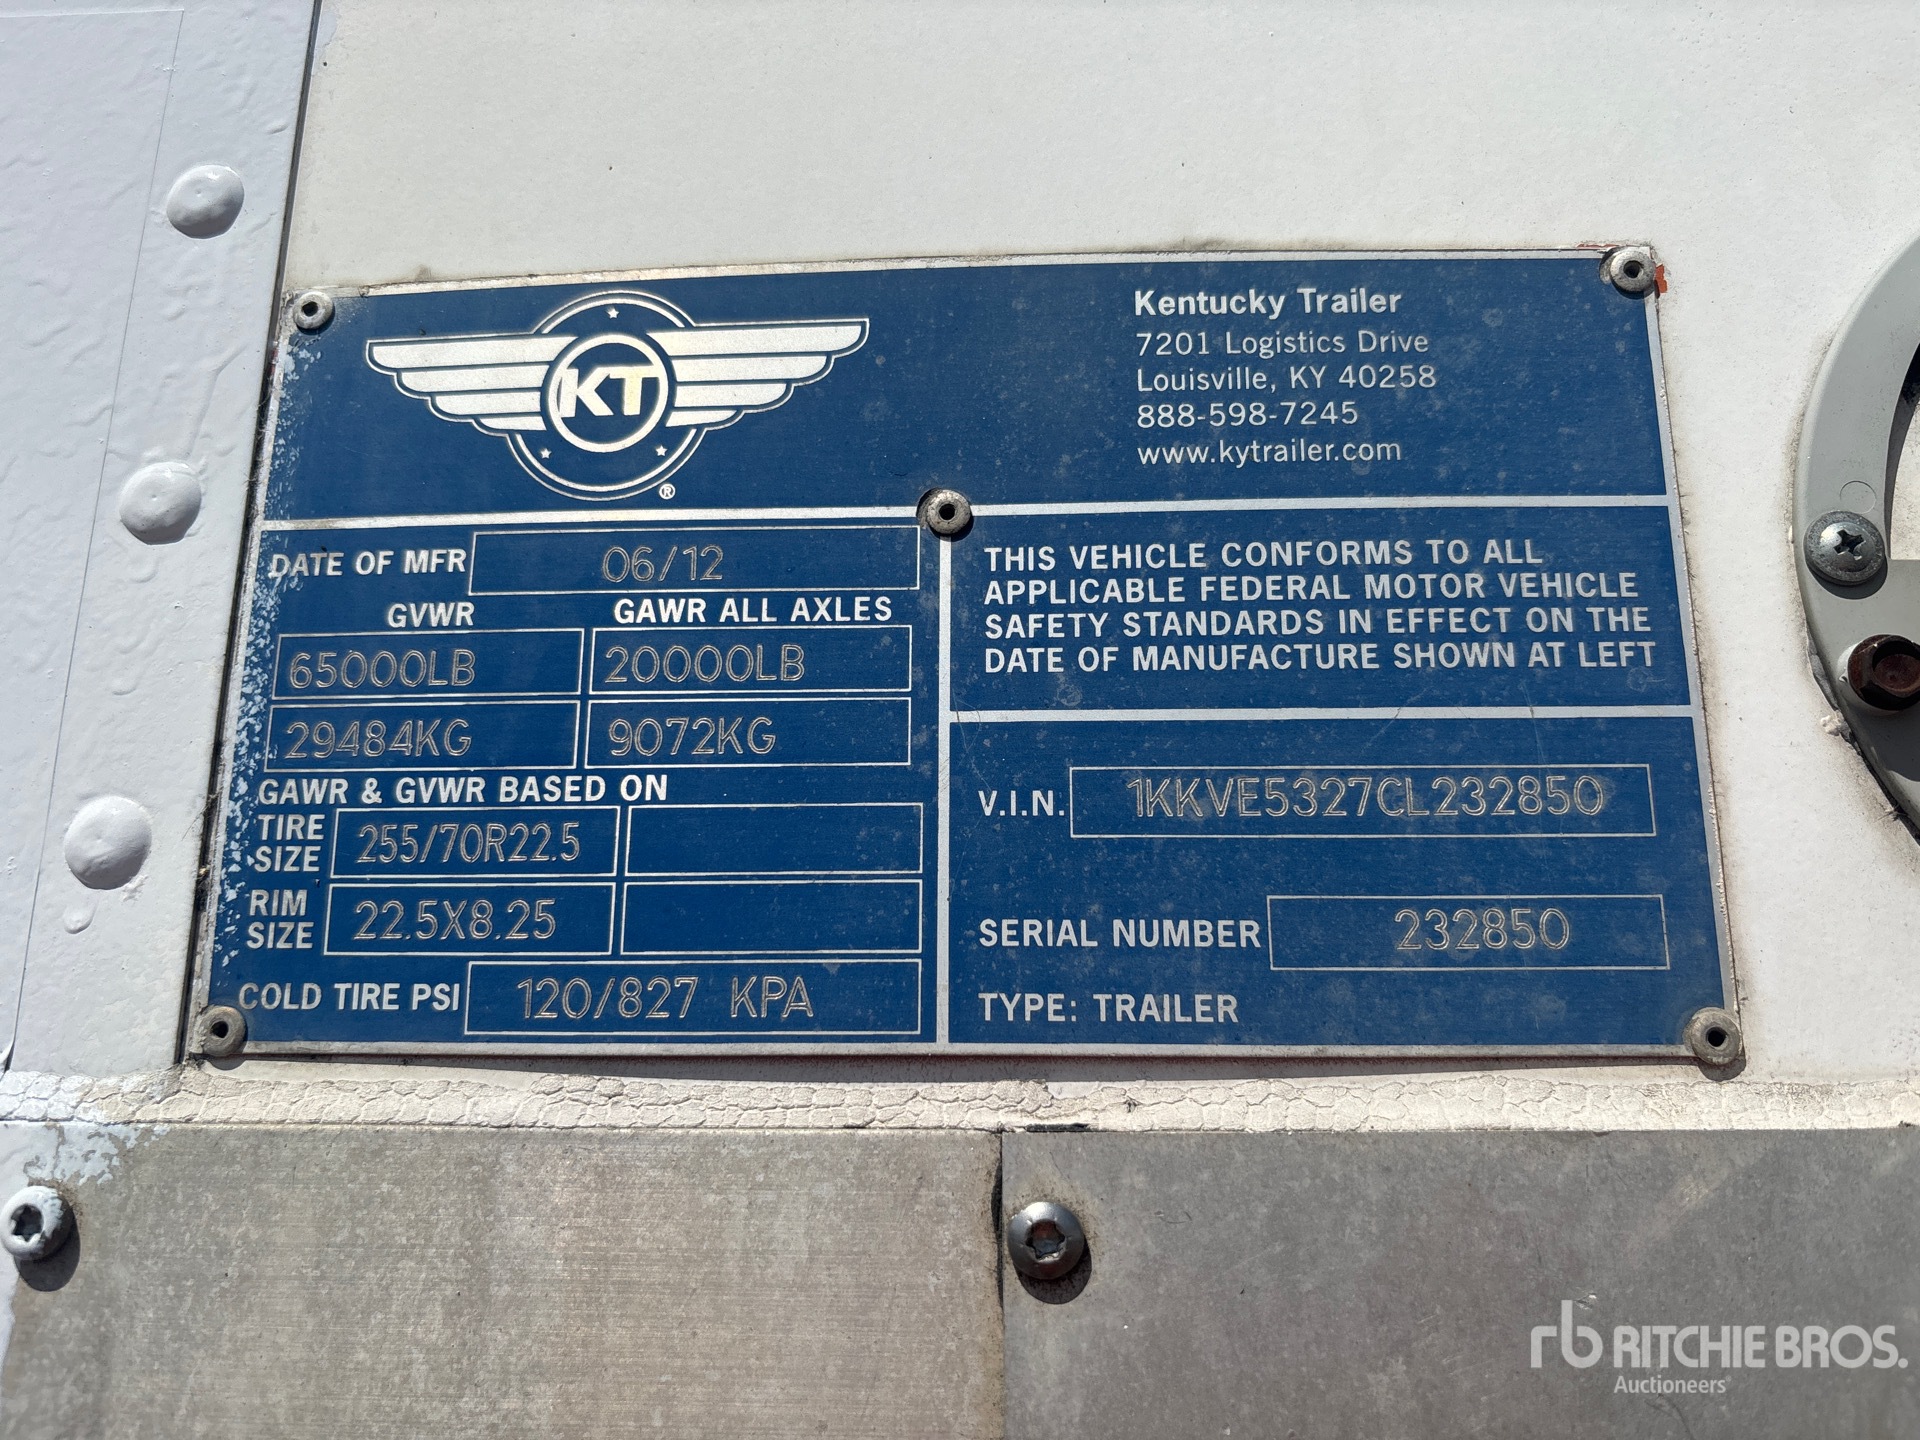 KT
®
Kentucky Trailer
7201 Logistics Drive
Louisville, KY 40258
888-598-7245
www.kytrailer.com
DATE OF MFR 06/12
GVWR GAWR ALL AXLES
65000LB 20000LB
29484KG 9072KG
GAWR & GVWR BASED ON
TIRE SIZE 255/70R22.5
RIM SIZE 22.5X8.25
COLD TIRE PSI 120/827 KPA
THIS VEHICLE CONFORMS TO ALL
APPLICABLE FEDERAL MOTOR VEHICLE
SAFETY STANDARDS IN EFFECT ON THE
DATE OF MANUFACTURE SHOWN AT LEFT
V.I.N. 1KKVE5327CL232850
SERIAL NUMBER 232850
TYPE: TRAILER
rb RITCHIE BROS.
Auctioneers